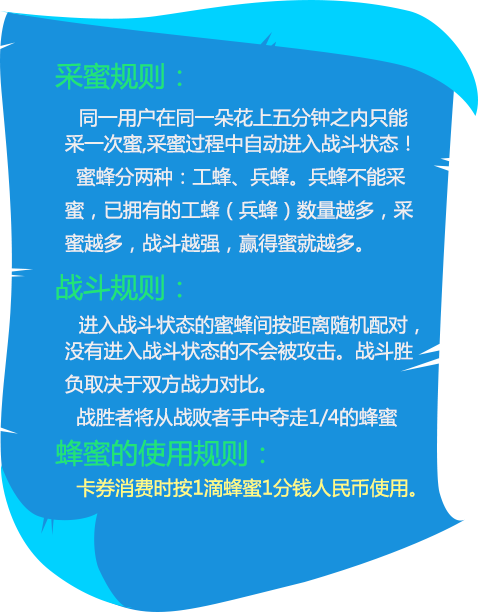 采蜜规则：
同一用户在同一朵花上五分钟之内只能
采一次蜜,采蜜过程中自动进入战斗状态！
蜜蜂分两种：工蜂、兵蜂。兵蜂不能采
蜜，已拥有的工蜂（兵蜂）数量越多，采
蜜越多，战斗越强，赢得蜜就越多。
战斗规则：
进入战斗状态的蜜蜂间按距离随机配对，
没有进入战斗状态的不会被攻击。战斗胜
负取决于双方战力对比。
战胜者将从战败者手中夺走1/4的蜂蜜
蜂蜜的使用规则：
卡券消费时按1滴蜂蜜1分钱人民币使用。